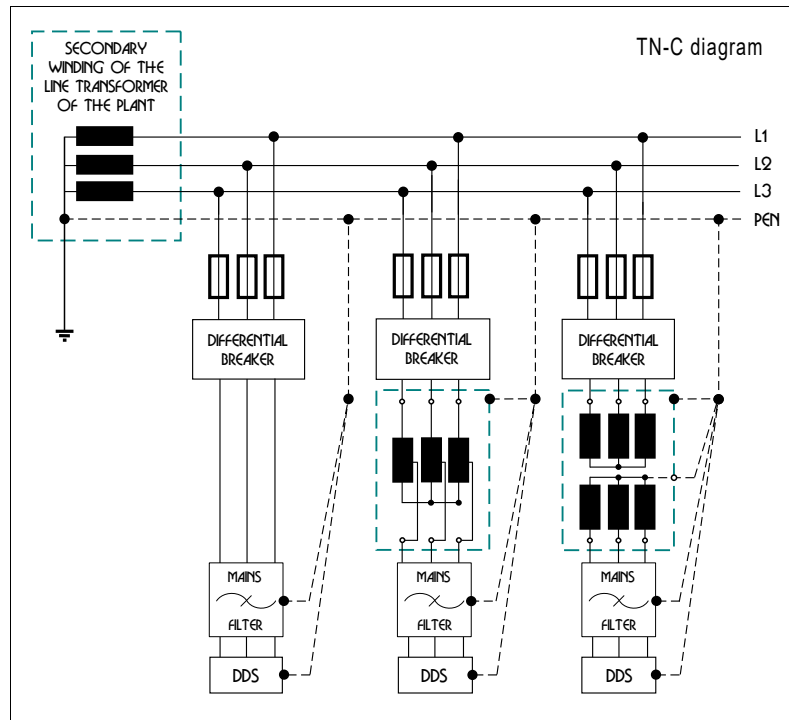 SECONDARY
WINDING OF THE
LINE TRANSFORMER
OF THE PLANT
TN-C diagram
L1
L2
L3
PEN
DIFFERENTIAL
BREAKER
DIFFERENTIAL
BREAKER
DIFFERENTIAL
BREAKER
MAINS
FILTER
MAINS
FILTER
MAINS
FILTER
DDS
DDS
DDS